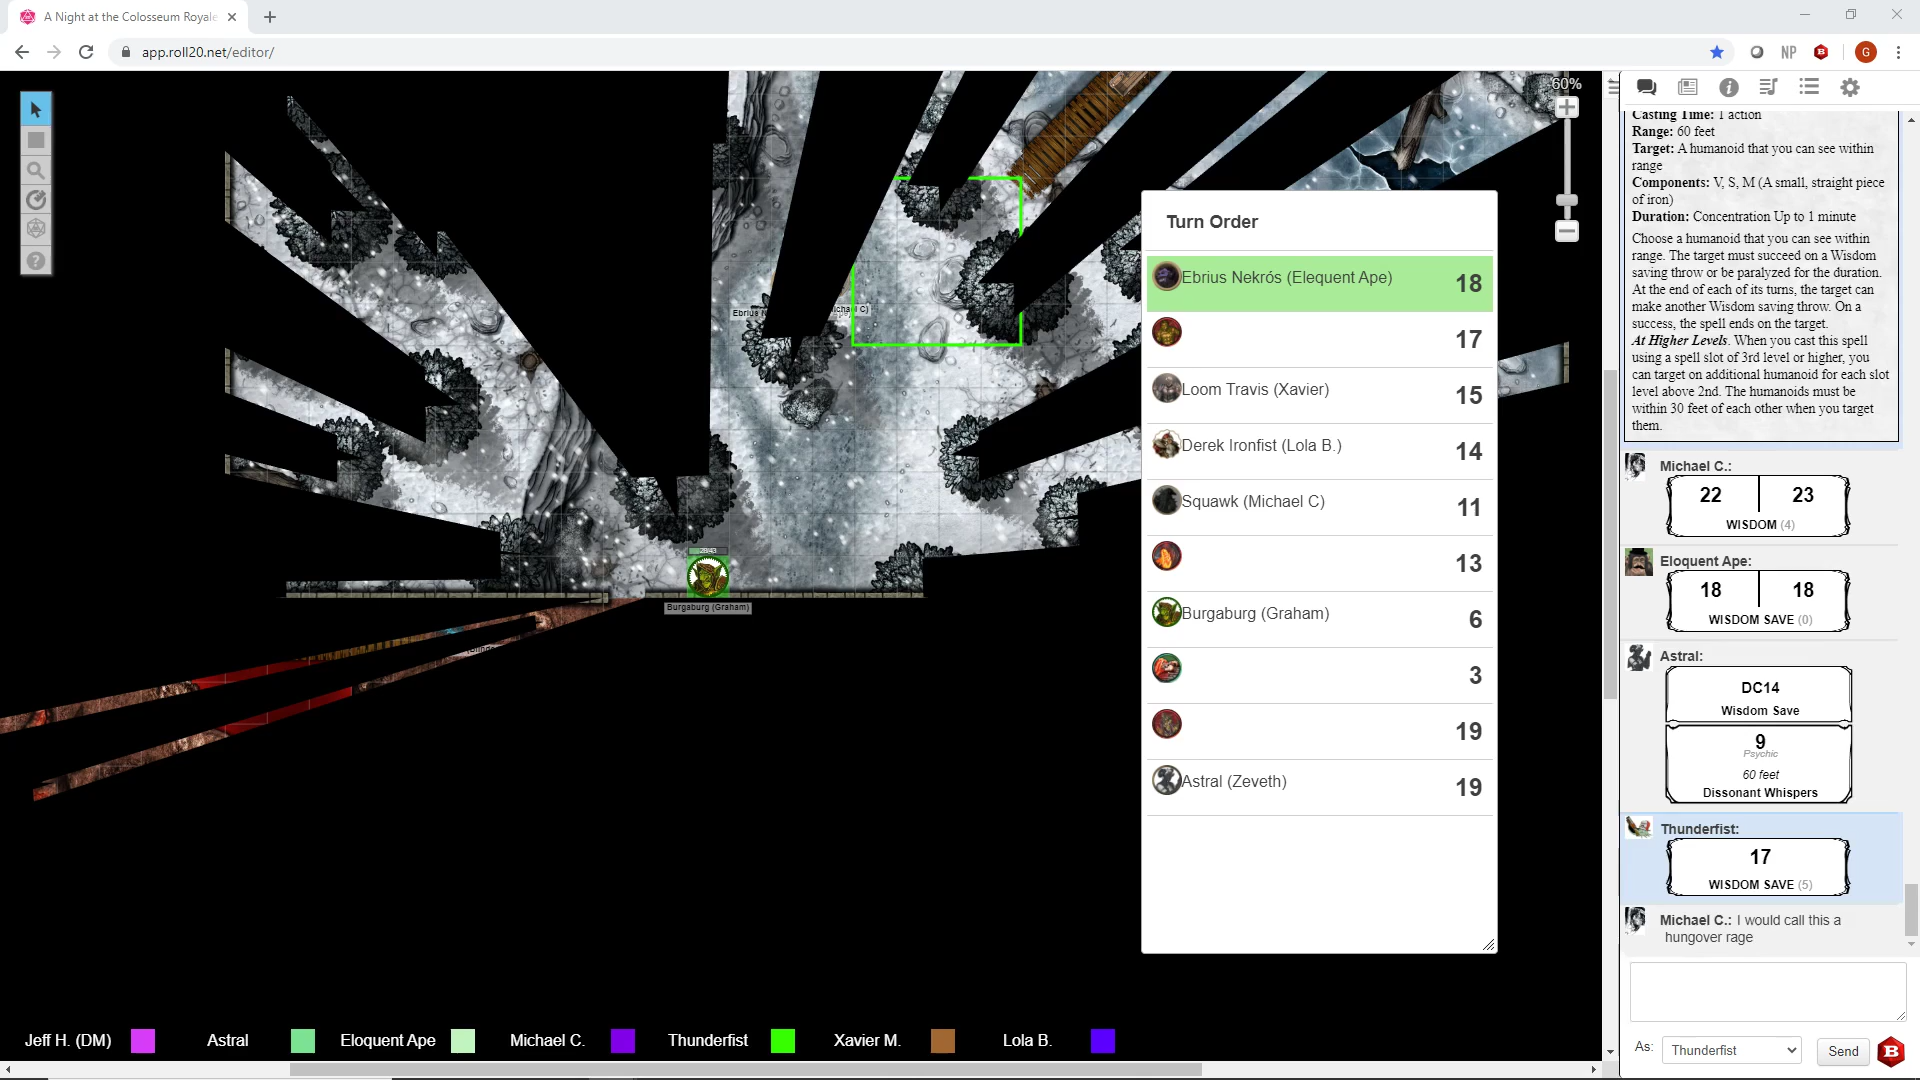 A Night at the Colosseum Royale
app.roll20.net/editor/
NP
G
60%
Turn Order
Ebrius Nekrós (Elequent Ape) 18
17
Loom Travis (Xavier) 15
Derek Ironfist (Lola B.) 14
Squawk (Michael C) 11
13
Burgaburg (Graham) 6
3
19
Astral (Zeveth) 19
Ebrius
Burgaburg (Graham)
Casting Time: 1 action
Range: 60 feet
Target: A humanoid that you can see within
range
Components: V, S, M (A small, straight piece
of iron)
Duration: Concentration Up to 1 minute
Choose a humanoid that you can see within
range. The target must succeed on a Wisdom
saving throw or be paralyzed for the duration.
At the end of each of its turns, the target can
make another Wisdom saving throw. On a
success, the spell ends on the target.
At Higher Levels. When you cast this spell
using a spell slot of 3rd level or higher, you
can target on additional humanoid for each slot
level above 2nd. The humanoids must be
within 30 feet of each other when you target
them.
Michael C.:
22 23
WISDOM (4)
Eloquent Ape:
18 18
WISDOM SAVE (0)
Astral:
DC14
Wisdom Save
9
Psychic
60 feet
Dissonant Whispers
Thunderfist:
17
WISDOM SAVE (5)
Michael C.: I would call this a
hungover rage
As: Thunderfist Send B
Jeff H. (DM) Astral Eloquent Ape Michael C. Thunderfist Xavier M. Lola B.